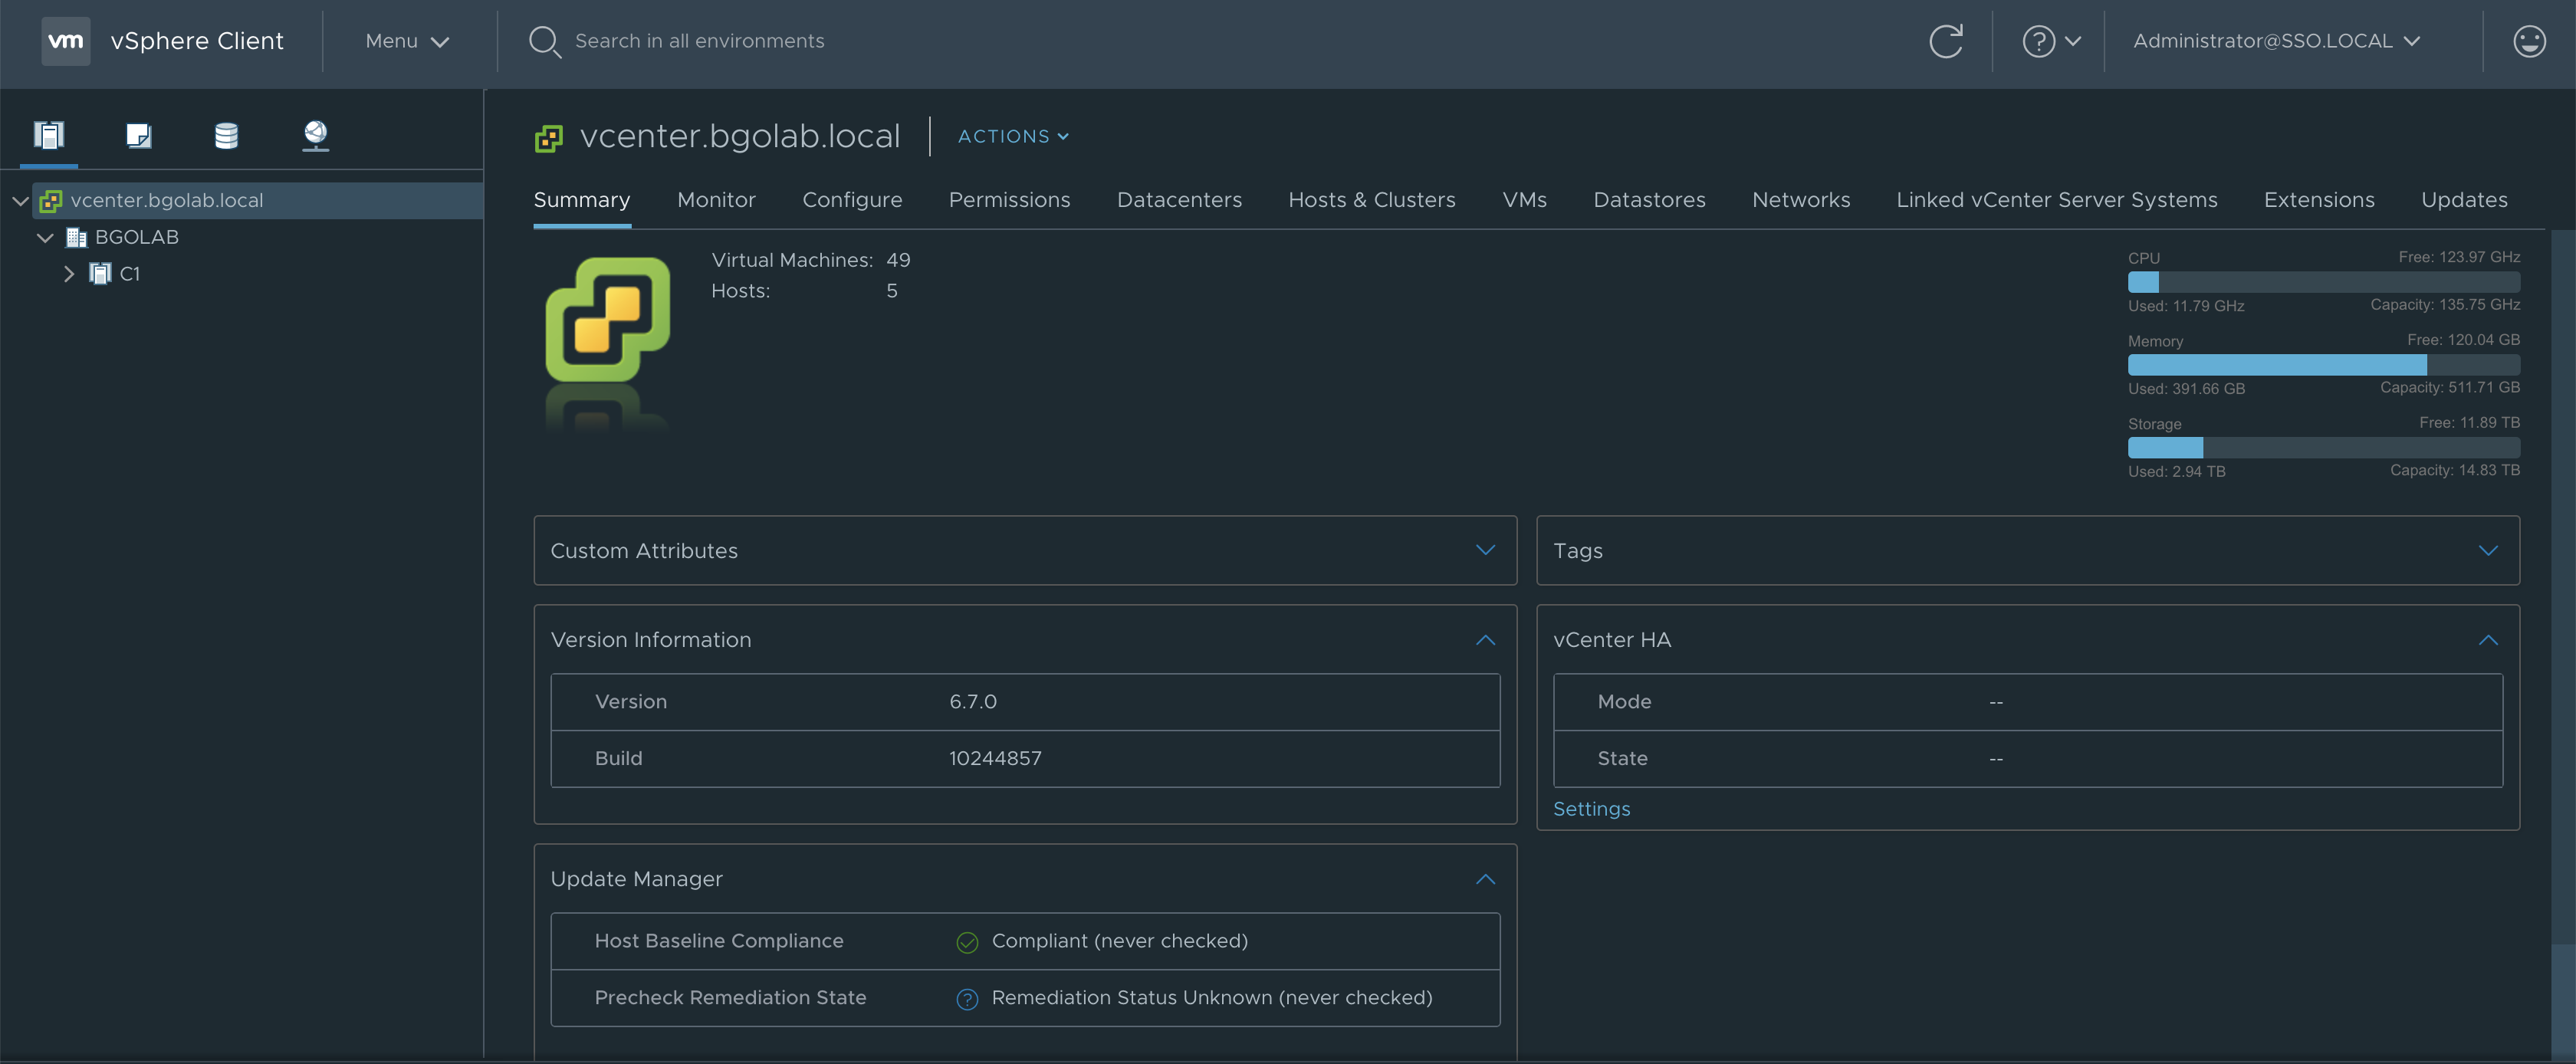 vm vSphere Client Menu Search in all environments ? Administrator@SSO.LOCAL
vcenter.bgolab.local
BGOLAB
C1
vcenter.bgolab.local ACTIONS
Summary Monitor Configure Permissions Datacenters Hosts & Clusters VMs Datastores Networks Linked vCenter Server Systems Extensions Updates
Virtual Machines: 49
Hosts: 5
CPU Free: 123.97 GHz
Used: 11.79 GHz Capacity: 135.75 GHz
Memory Free: 120.04 GB
Used: 391.66 GB Capacity: 511.71 GB
Storage Free: 11.89 TB
Used: 2.94 TB Capacity: 14.83 TB
Custom Attributes
Tags
Version Information
Version 6.7.0
Build 10244857
vCenter HA
Mode --
State --
Settings
Update Manager
Host Baseline Compliance Compliant (never checked)
Precheck Remediation State ? Remediation Status Unknown (never checked)